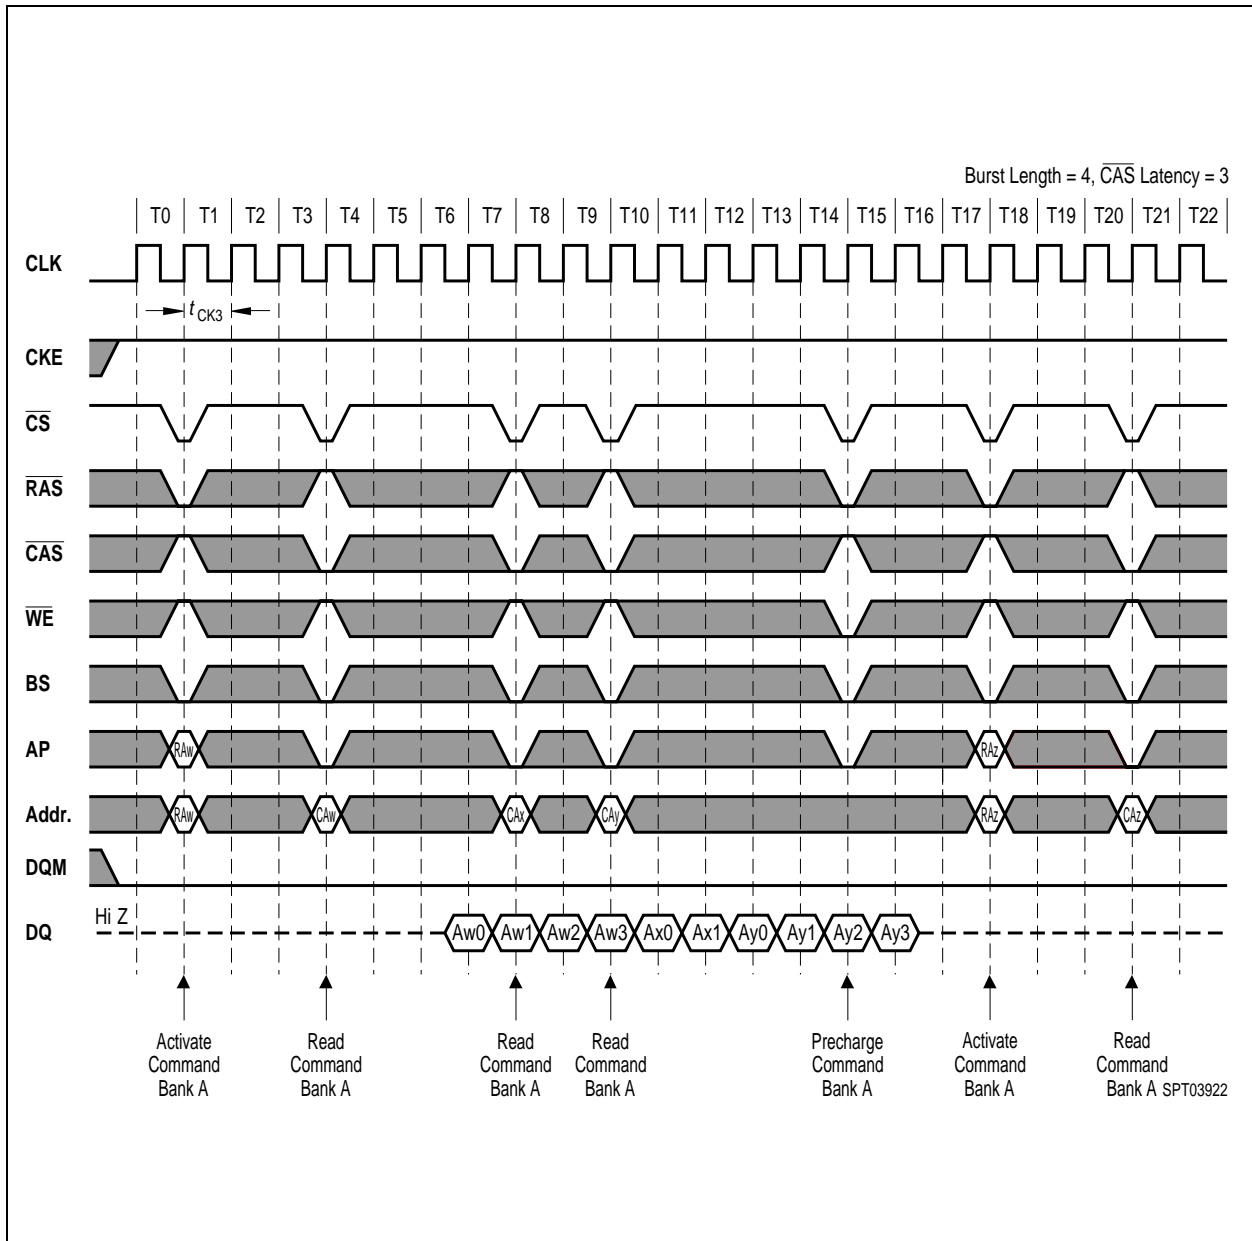 Burst Length = 4, CAS Latency = 3
T0 T1 T2 T3 T4 T5 T6 T7 T8 T9 T10 T11 T12 T13 T14 T15 T16 T17 T18 T19 T20 T21 T22
CLK
t CK3
CKE
CS
RAS
CAS
WE
BS
AP RAw RAz
Addr. RAw CAw CAx CAy RAz CAz
DQM
Hi Z
DQ Aw0 Aw1 Aw2 Aw3 Ax0 Ax1 Ay0 Ay1 Ay2 Ay3
Activate Read Read Read Precharge Activate Read
Command Command Command Command Command Command Command
Bank A Bank A Bank A Bank A Bank A Bank A Bank A SPT03922